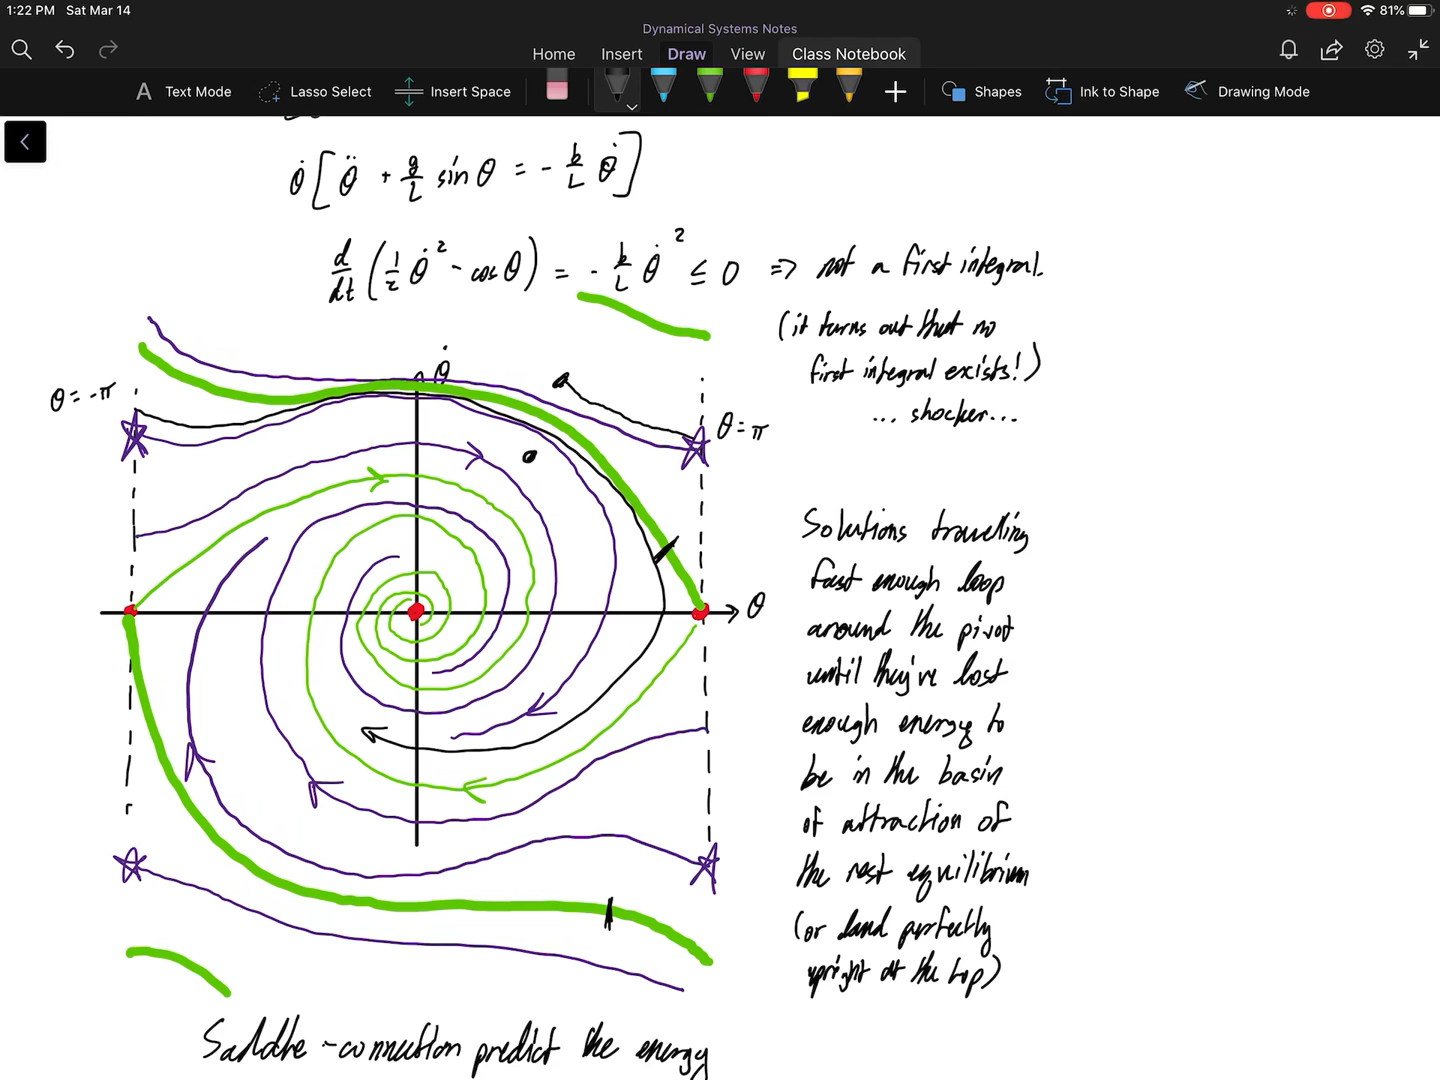 1:22 PM Sat Mar 14
81%
Dynamical Systems Notes
Home Insert Draw View Class Notebook
Text Mode Lasso Select Insert Space Shapes Ink to Shape Drawing Mode
θ̇ [ θ̈ + g/L sin θ = - k/L θ̇ ]
d/dt ( 1/2 θ̇² - cos θ ) = - k/L θ̇² ≤ 0 => not a first integral.
(it turns out that no
first integral exists!)
... shocker...
θ̇
θ = -π
θ = π
θ
Solutions travelling
fast enough loop
around the pivot
until they've lost
enough energy to
be in the basin
of attraction of
the rest equilibrium
(or land perfectly
upright at the top)
Saddle-connection predict the energy